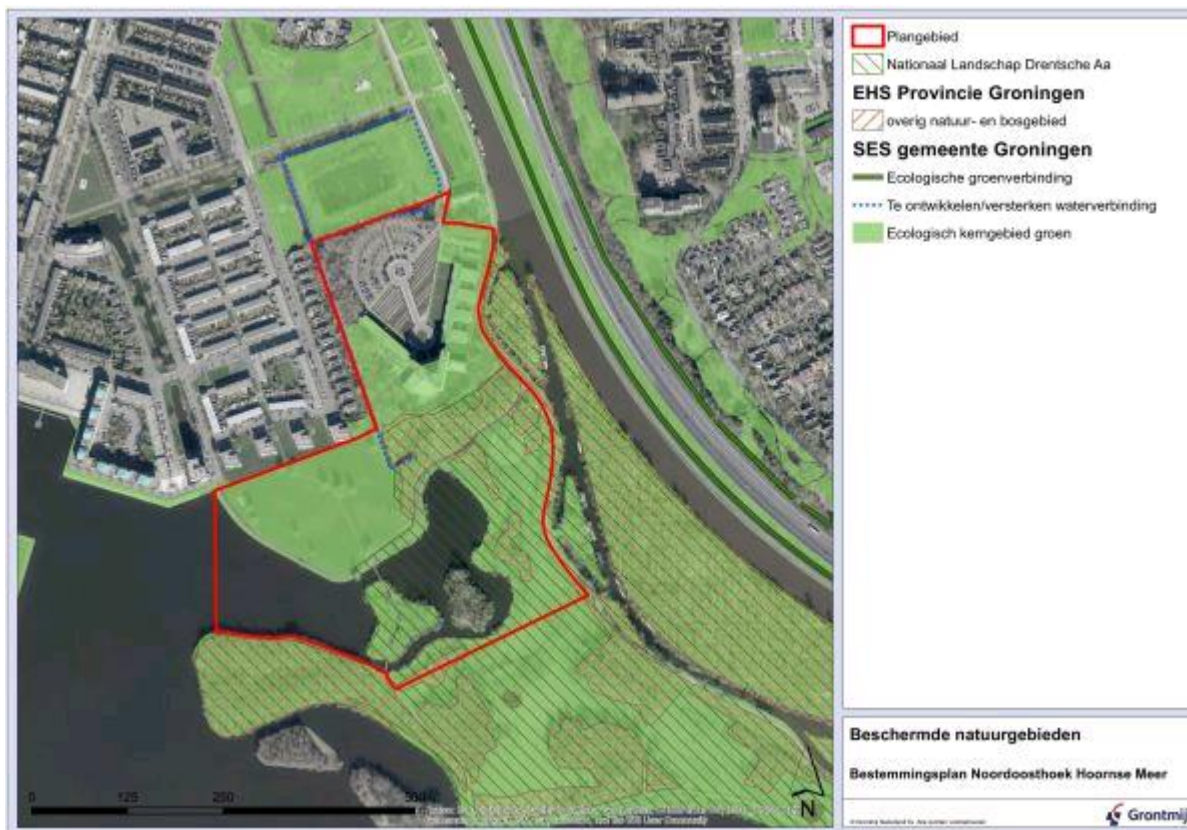 Plangebied
Nationaal Landschap Drentsche Aa
EHS Provincie Groningen
overig natuur- en bosgebied
SES gemeente Groningen
Ecologische groenverbinding
Te ontwikkelen/versterken waterverbinding
Ecologisch kerngebied groen
0 125 250
N
Beschermde natuurgebieden
Bestemmingsplan Noordoosthoek Hoornse Meer
Grontmij